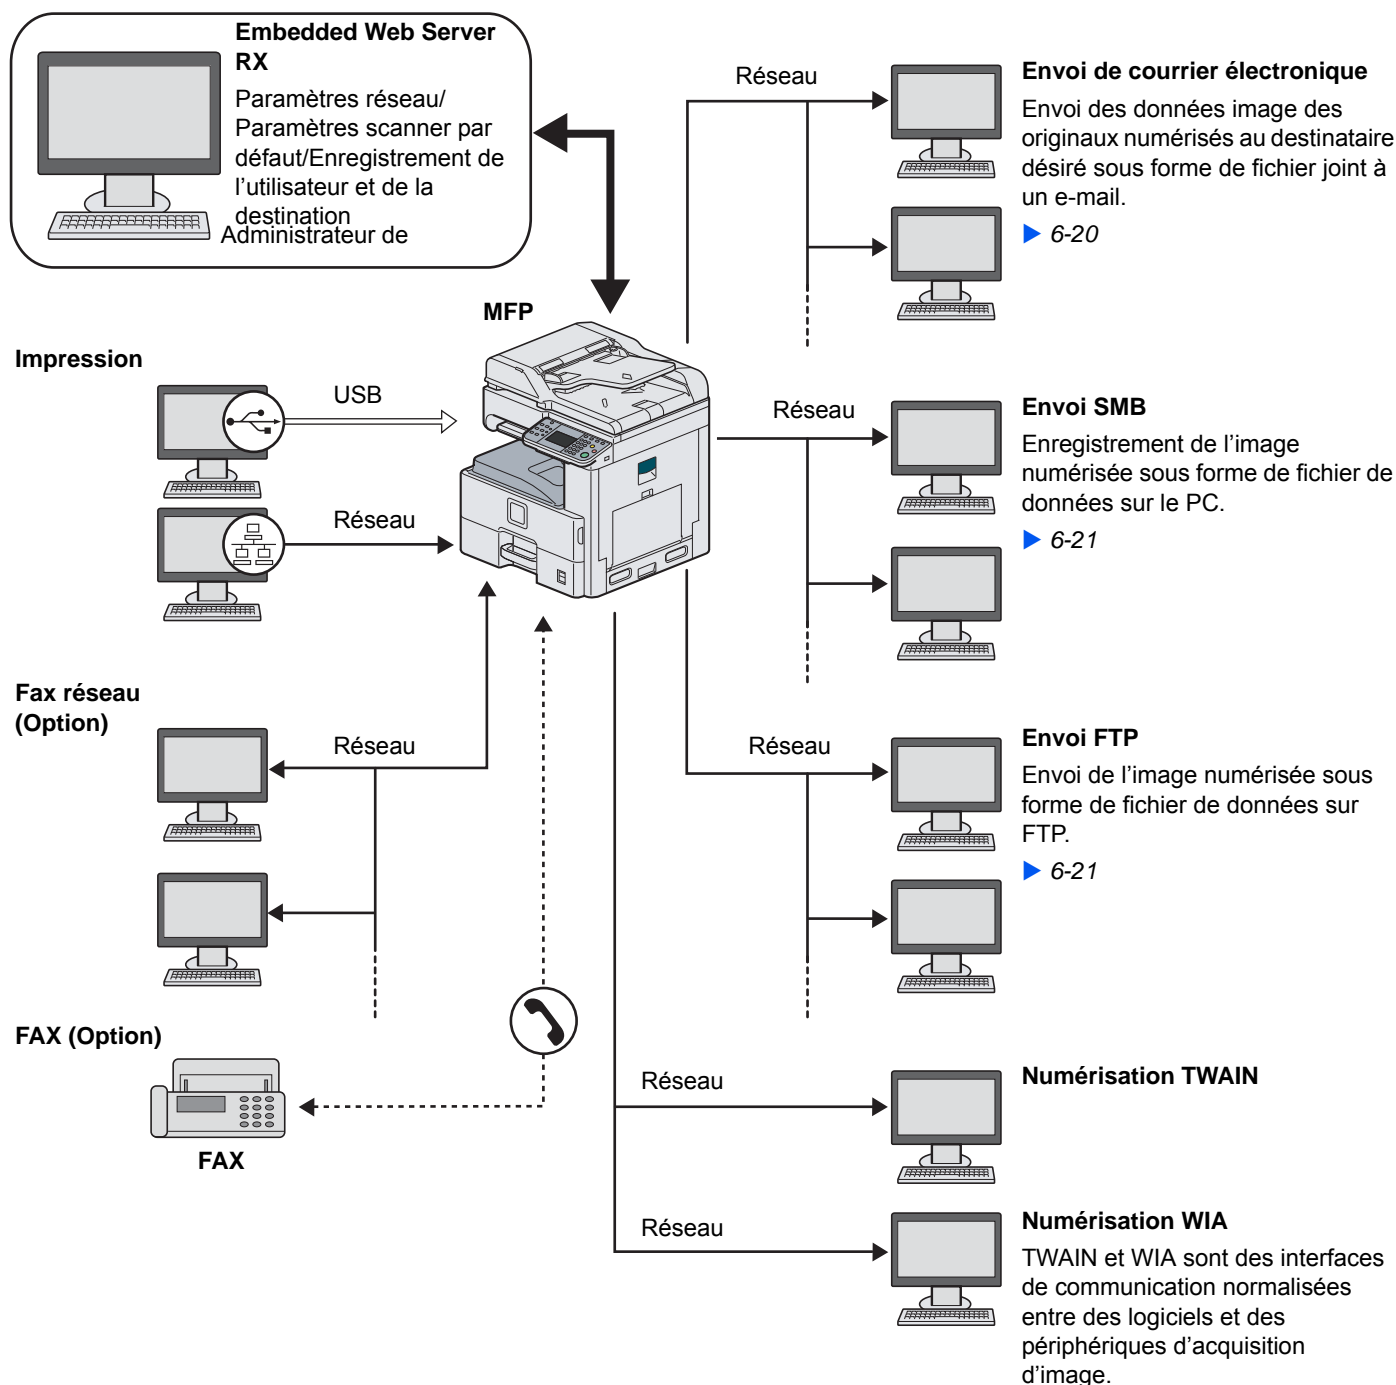 Embedded Web Server
RX
Paramètres réseau/
Paramètres scanner par
défaut/Enregistrement de
l’utilisateur et de la
destination
Administrateur de
MFP
Impression
USB
Réseau
Fax réseau
(Option)
Réseau
FAX (Option)
FAX
Réseau
Envoi de courrier électronique
Envoi des données image des
originaux numérisés au destinataire
désiré sous forme de fichier joint à
un e-mail.
6-20
Réseau
Envoi SMB
Enregistrement de l’image
numérisée sous forme de fichier de
données sur le PC.
6-21
Réseau
Envoi FTP
Envoi de l’image numérisée sous
forme de fichier de données sur
FTP.
6-21
Réseau
Numérisation TWAIN
Réseau
Numérisation WIA
TWAIN et WIA sont des interfaces
de communication normalisées
entre des logiciels et des
périphériques d’acquisition
d’image.